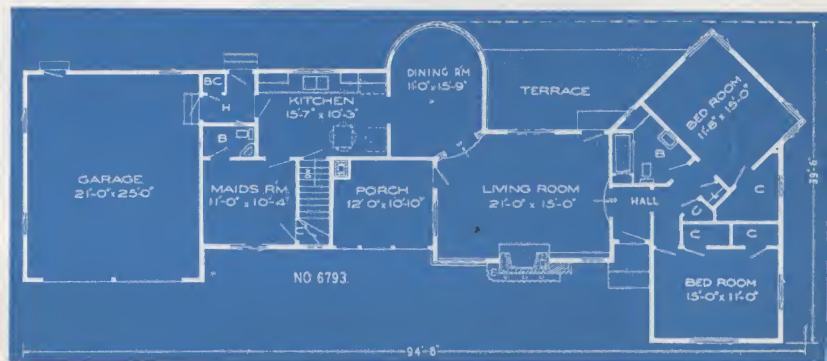 BC
H
B
KITCHEN
15'-7" x 10'-3"
DINING R'M
11'-0" x 15'-9"
TERRACE
BED ROOM
11'-8" x 15'-0"
GARAGE
21'-0" x 25'-0"
MAIDS RM.
11'-0" x 10'-4"
C
PORCH
12'-0" x 10'-10"
LIVING ROOM
21'-0" x 15'-0"
B
HALL
L
C
C
C
C
BED ROOM
15'-0" x 11'-0"
NO 6793.
39'-6"
94'-8"